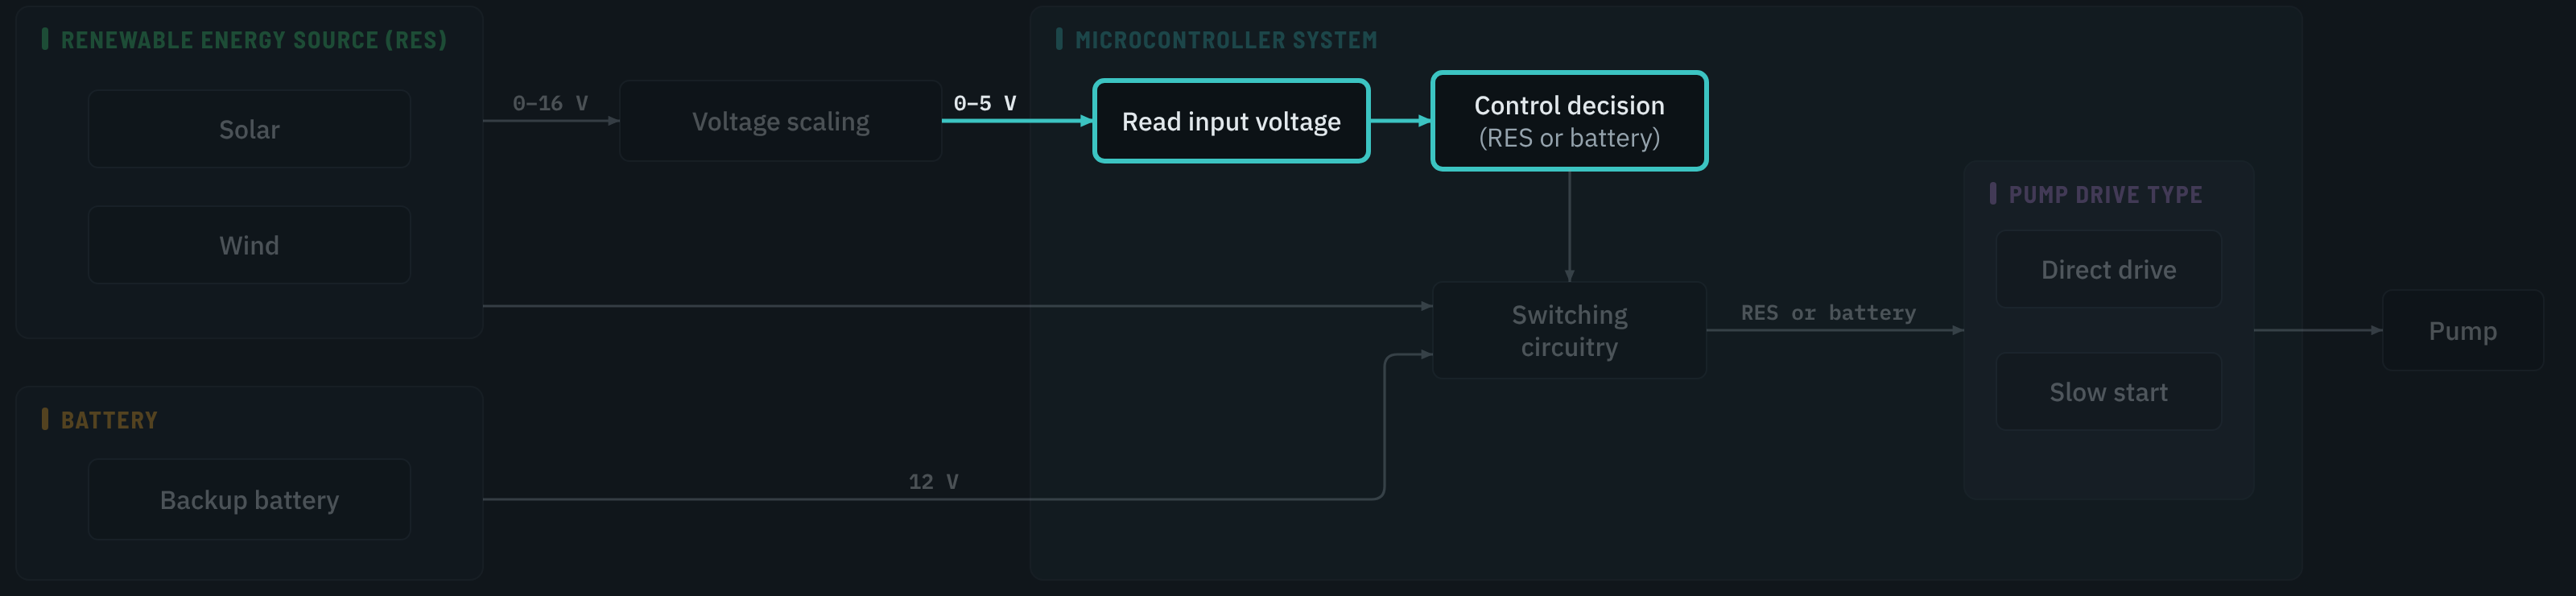 RENEWABLE ENERGY SOURCE (RES)
Solar
Wind
0–16 V
Voltage scaling
0–5 V
MICROCONTROLLER SYSTEM
Read input voltage
Control decision
(RES or battery)
Switching
circuitry
RES or battery
PUMP DRIVE TYPE
Direct drive
Slow start
Pump
BATTERY
Backup battery
12 V